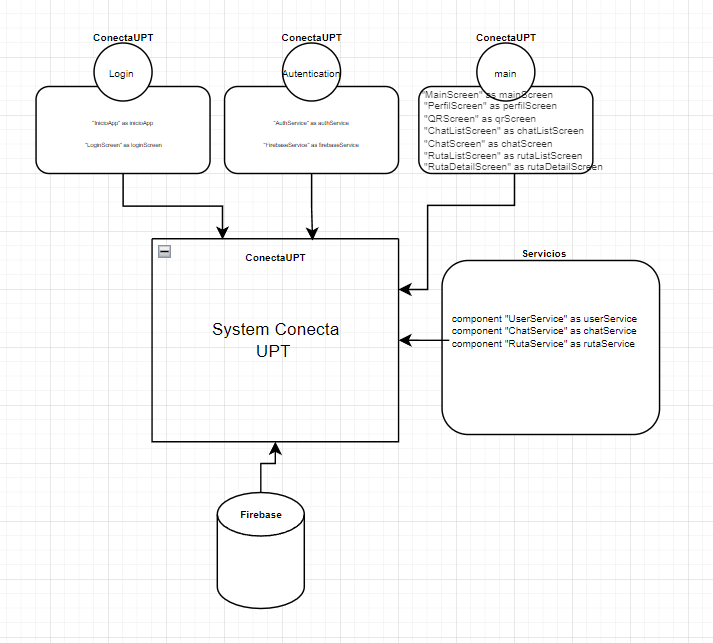 ConectaUPT
Login
"InicioApp" as inicioApp
"LoginScreen" as loginScreen
ConectaUPT
Autentication
"AuthService" as authService
"FirebaseService" as firebaseService
ConectaUPT
main
"MainScreen" as mainScreen
"PerfilScreen" as perfilScreen
"QRScreen" as qrScreen
"ChatListScreen" as chatListScreen
"ChatScreen" as chatScreen
"RutaListScreen" as rutaListScreen
"RutaDetailScreen" as rutaDetailScreen
ConectaUPT
System Conecta
UPT
Servicios
component "UserService" as userService
component "ChatService" as chatService
component "RutaService" as rutaService
Firebase